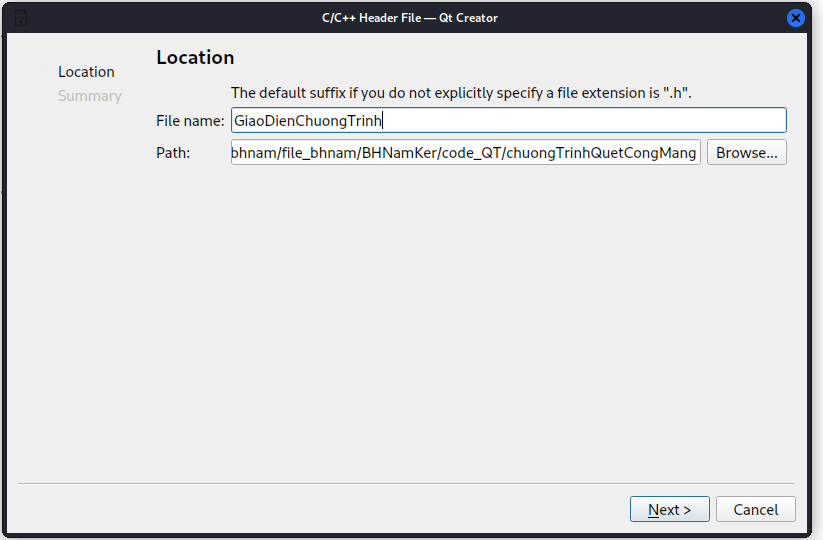 C/C++ Header File — Qt Creator
Location
Summary
Location
The default suffix if you do not explicitly specify a file extension is ".h".
File name: GiaoDienChuongTrinh
Path: bhnam/file_bhnam/BHNamKer/code_QT/chuongTrinhQuetCongMang Browse...
Next > Cancel